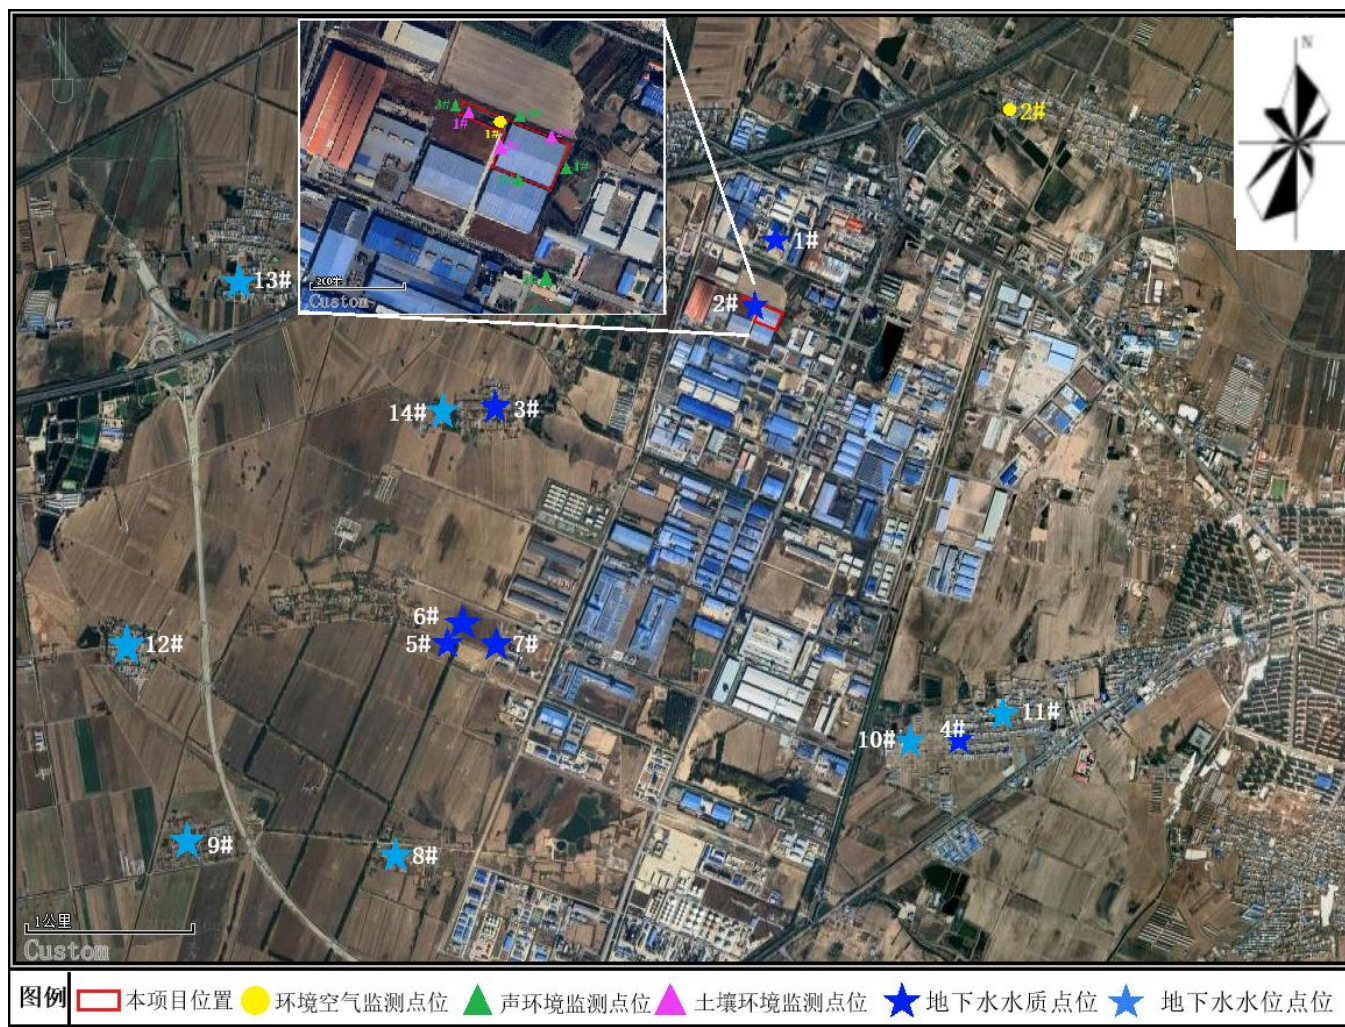 N
2#
3#
1#
1#
1#
200米
Custom
1#
2#
13#
14#
3#
6#
5#
7#
12#
11#
10#
4#
9#
8#
1公里
Custom
图例
本项目位置
环境空气监测点位
声环境监测点位
土壤环境监测点位
地下水水质点位
地下水水位点位